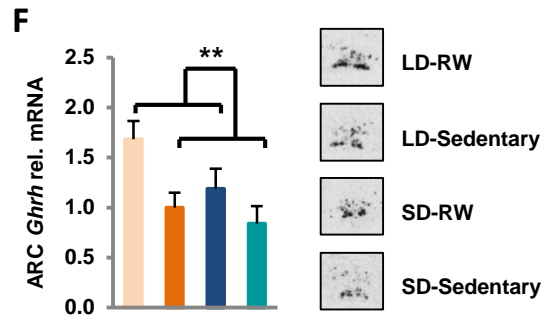 F
ARC Ghrh rel. mRNA
2.5
2.0
1.5
1.0
0.5
0.0
**
LD-RW
LD-Sedentary
SD-RW
SD-Sedentary